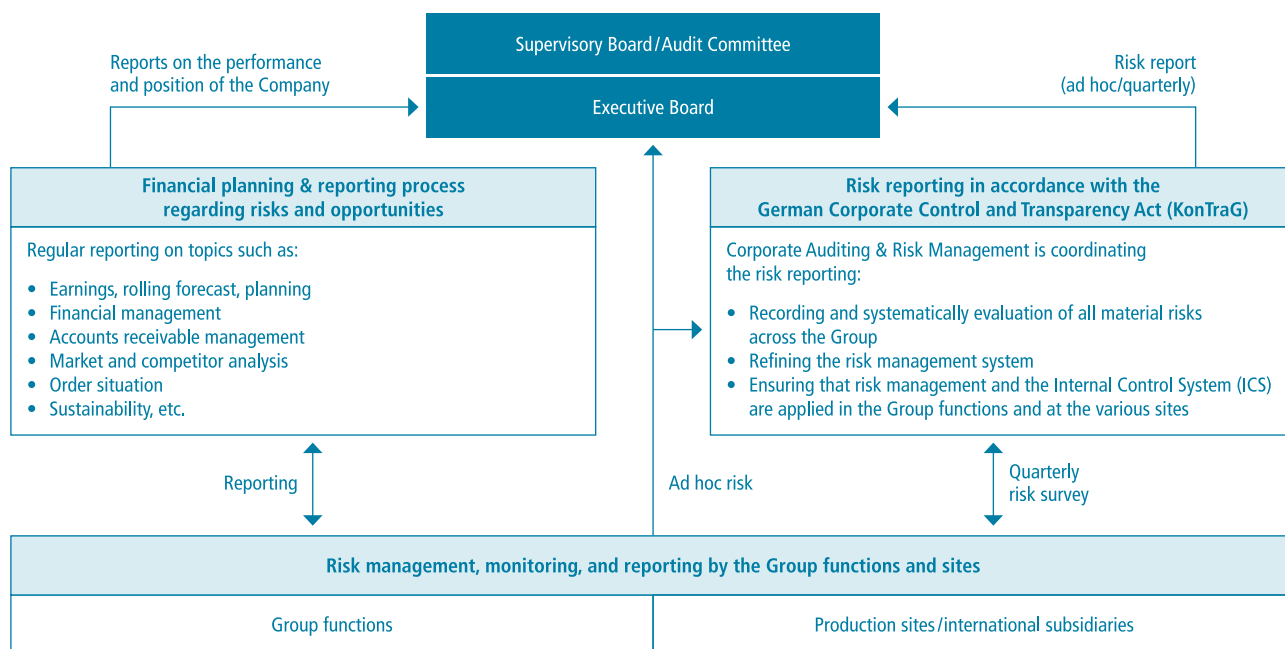 Supervisory Board/Audit Committee
Executive Board
Reports on the performance
and position of the Company
Risk report
(ad hoc/quarterly)
Financial planning & reporting process
regarding risks and opportunities
Regular reporting on topics such as:
• Earnings, rolling forecast, planning
• Financial management
• Accounts receivable management
• Market and competitor analysis
• Order situation
• Sustainability, etc.
Risk reporting in accordance with the
German Corporate Control and Transparency Act (KonTraG)
Corporate Auditing & Risk Management is coordinating
the risk reporting:
• Recording and systematically evaluation of all material risks
across the Group
• Refining the risk management system
• Ensuring that risk management and the Internal Control System (ICS)
are applied in the Group functions and at the various sites
Reporting
Ad hoc risk
Quarterly
risk survey
Risk management, monitoring, and reporting by the Group functions and sites
Group functions
Production sites/international subsidiaries